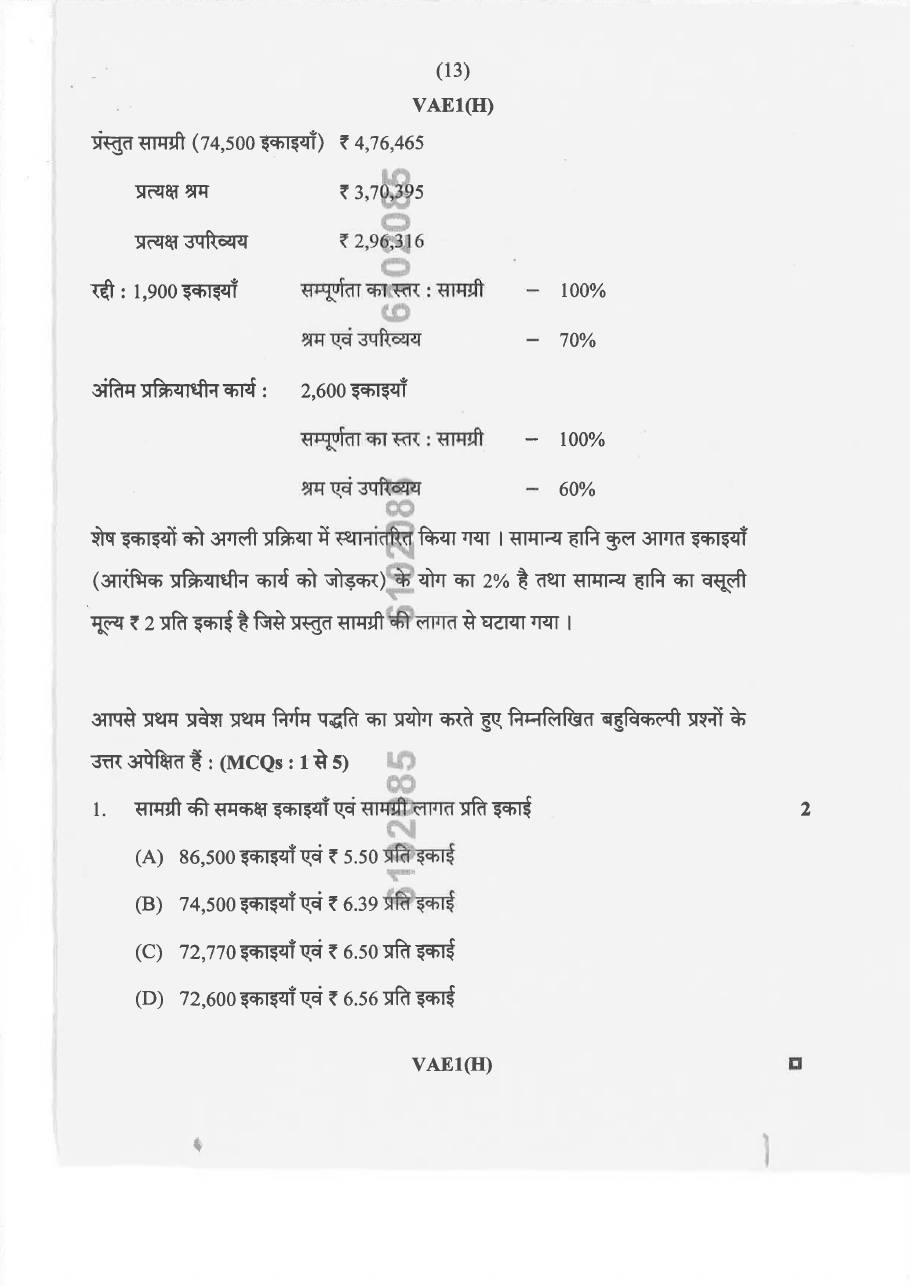 (13)
VAE1(H)
प्रंस्तुत सामग्री (74,500 इकाइयाँ) ₹ 4,76,465
प्रत्यक्ष श्रम ₹ 3,70,395
प्रत्यक्ष उपरिव्यय ₹ 2,96,316
रद्दी : 1,900 इकाइयाँ सम्पूर्णता का स्तर : सामग्री – 100%
श्रम एवं उपरिव्यय – 70%
अंतिम प्रक्रियाधीन कार्य : 2,600 इकाइयाँ
सम्पूर्णता का स्तर : सामग्री – 100%
श्रम एवं उपरिव्यय – 60%
शेष इकाइयों को अगली प्रक्रिया में स्थानांतरित किया गया । सामान्य हानि कुल आगत इकाइयाँ
(आरंभिक प्रक्रियाधीन कार्य को जोड़कर) के योग का 2% है तथा सामान्य हानि का वसूली
मूल्य ₹ 2 प्रति इकाई है जिसे प्रस्तुत सामग्री की लागत से घटाया गया ।
आपसे प्रथम प्रवेश प्रथम निर्गम पद्धति का प्रयोग करते हुए निम्नलिखित बहुविकल्पी प्रश्नों के
उत्तर अपेक्षित हैं : (MCQs : 1 से 5)
1. सामग्री की समकक्ष इकाइयाँ एवं सामग्री लागत प्रति इकाई 2
(A) 86,500 इकाइयाँ एवं ₹ 5.50 प्रति इकाई
(B) 74,500 इकाइयाँ एवं ₹ 6.39 प्रति इकाई
(C) 72,770 इकाइयाँ एवं ₹ 6.50 प्रति इकाई
(D) 72,600 इकाइयाँ एवं ₹ 6.56 प्रति इकाई
VAE1(H)
6102085
6102085
6102085